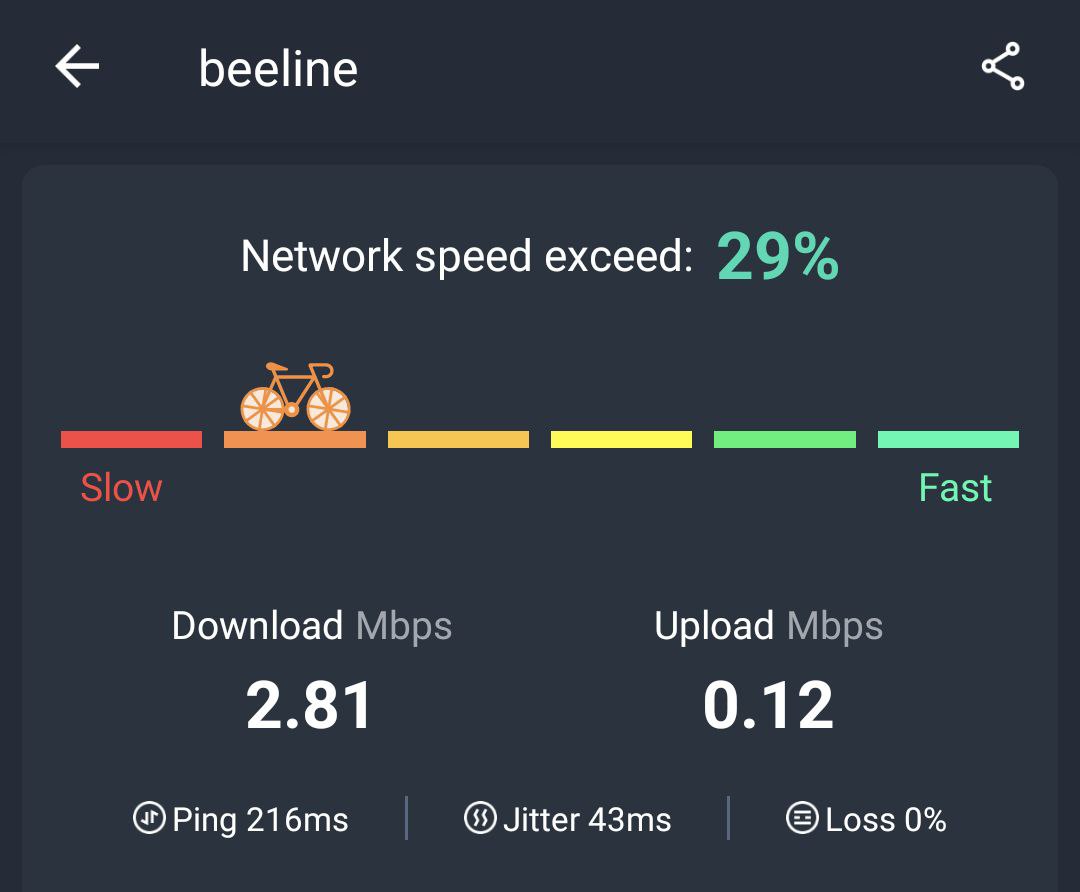 beeline
Network speed exceed: 29%
Slow Fast
Download Mbps Upload Mbps
2.81 0.12
Ping 216ms Jitter 43ms Loss 0%